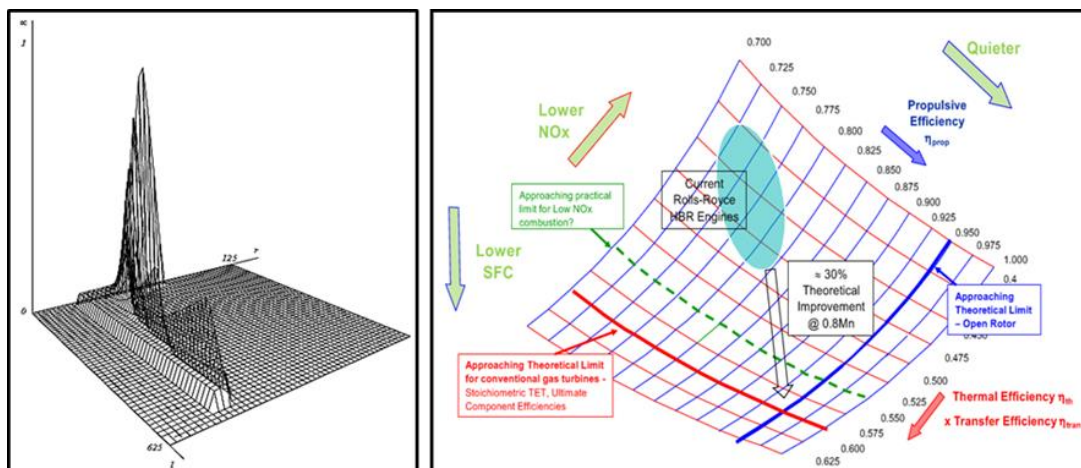 ∝
1
0
r
125
625
l
0.700
0.725
0.750
0.775
0.800
0.825
0.850
0.875
0.900
0.925
0.950
0.975
1.000
0.4
0.450
0.475
0.500
0.525
0.550
0.575
0.600
0.625
Quieter
Propulsive
Efficiency
ηprop
Lower
NOx
Approaching practical
limit for Low NOx
combustion?
Current
Rolls-Royce
HBR Engines
Lower
SFC
≈ 30%
Theoretical
Improvement
@ 0.8Mn
Approaching
Theoretical Limit
– Open Rotor
Approaching Theoretical Limit
for conventional gas turbines -
Stoichiometric TET, Ultimate
Component Efficiencies
Thermal Efficiency ηth
x Transfer Efficiency ηtran